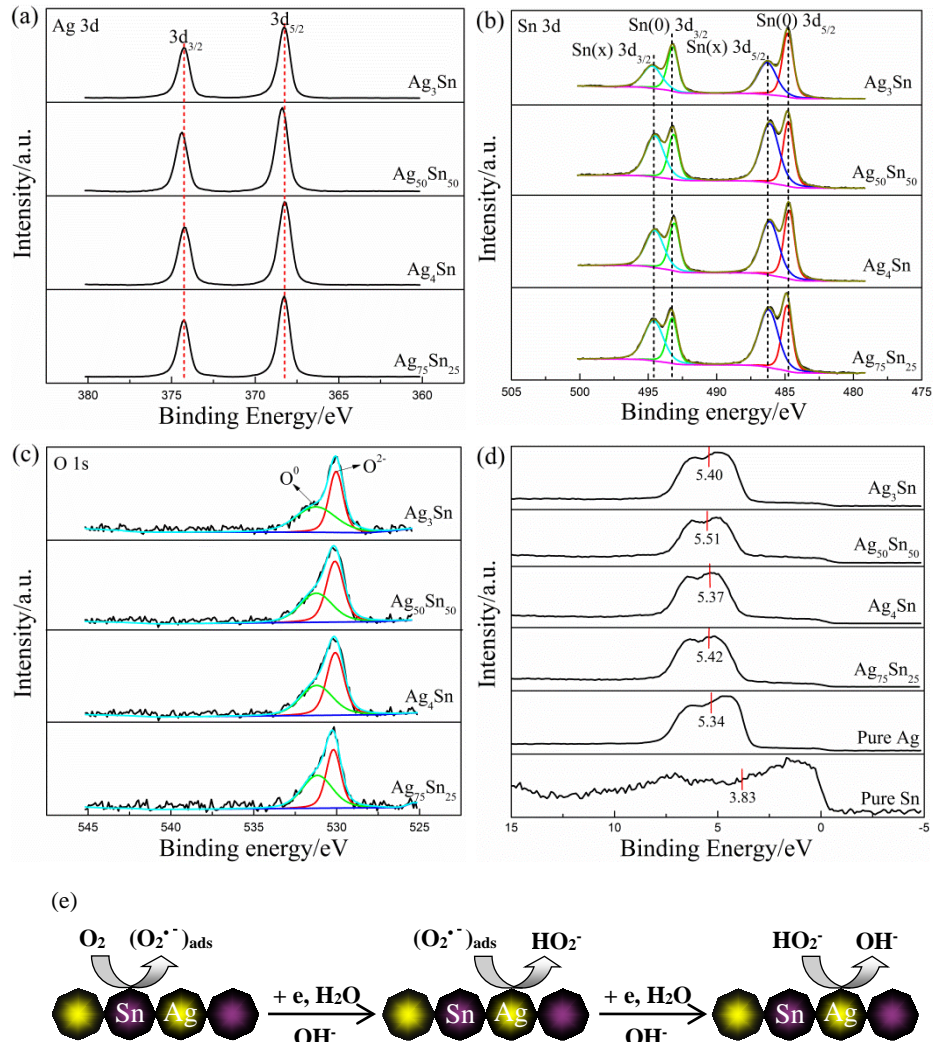 (a)
Ag 3d
3d3/2
3d5/2
Ag3Sn
Ag50Sn50
Ag4Sn
Ag75Sn25
Intensity/a.u.
380 375 370 365 360
Binding Energy/eV
(b)
Sn 3d
Sn(0) 3d3/2
Sn(0) 3d5/2
Sn(x) 3d3/2
Sn(x) 3d5/2
Ag3Sn
Ag50Sn50
Ag4Sn
Ag75Sn25
Intensity/a.u.
505 500 495 490 485 480 475
Binding energy/eV
(c)
O 1s
O0
O2-
Ag3Sn
Ag50Sn50
Ag4Sn
Ag75Sn25
Intensity/a.u.
545 540 535 530 525
Binding energy/eV
(d)
5.40
Ag3Sn
5.51
Ag50Sn50
5.37
Ag4Sn
5.42
Ag75Sn25
5.34
Pure Ag
3.83
Pure Sn
Intensity/a.u.
15 10 5 0 -5
Binding energy/eV
(e)
O2 (O2•-)ads
Sn Ag
+ e, H2O
OH-
(O2•-)ads HO2-
Sn Ag
+ e, H2O
OH-
HO2- OH-
Sn Ag